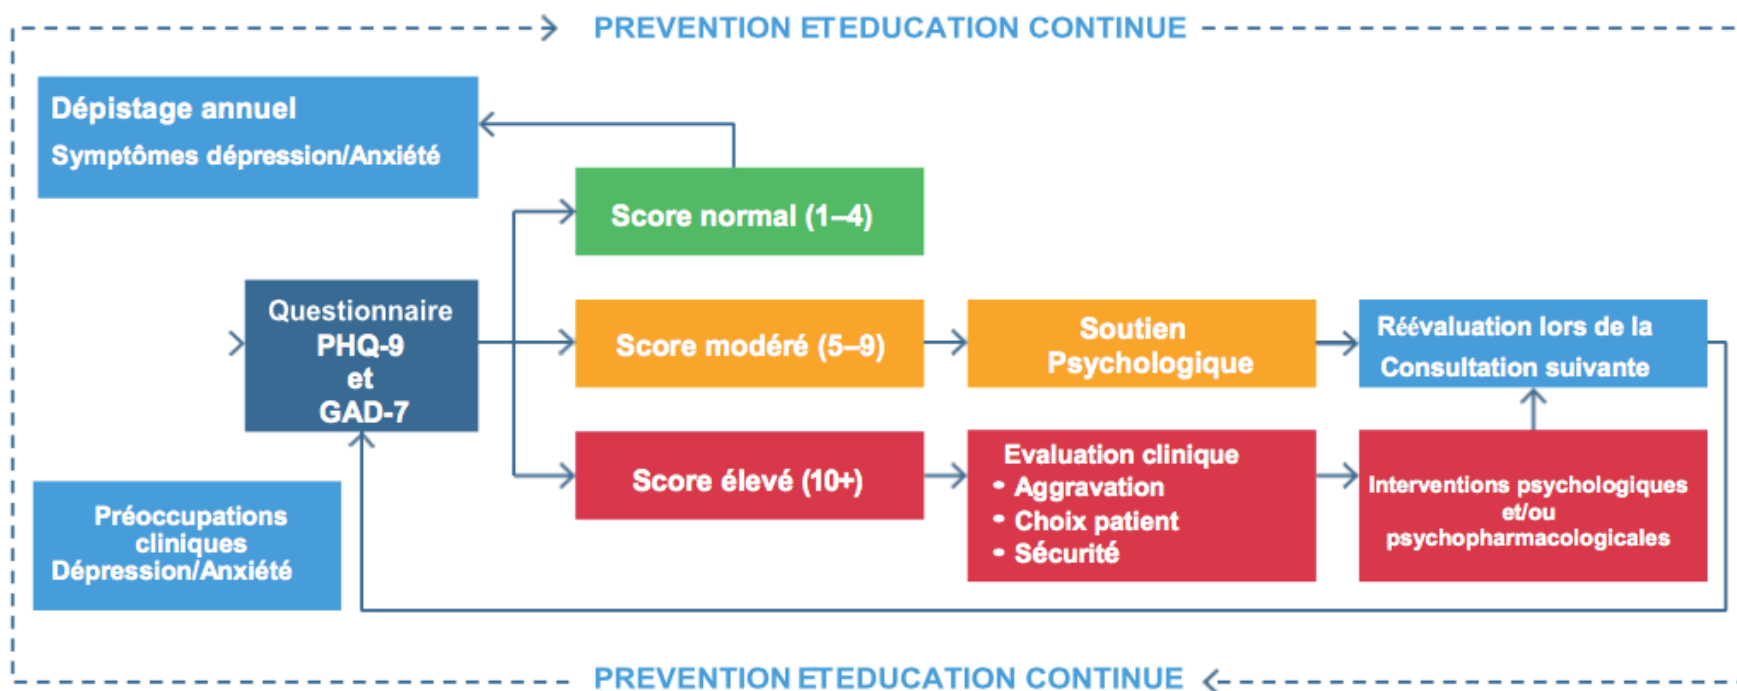 PREVENTION ETEDUCATION CONTINUE
Dépistage annuel
Symptômes dépression/Anxiété
Score normal (1–4)
Questionnaire
PHQ-9
et
GAD-7
Score modéré (5–9)
Soutien
Psychologique
Réévaluation lors de la
Consultation suivante
Score élevé (10+)
Evaluation clinique
• Aggravation
• Choix patient
• Sécurité
Interventions psychologiques
et/ou
psychopharmacologicales
Préoccupations
cliniques
Dépression/Anxiété
PREVENTION ETEDUCATION CONTINUE